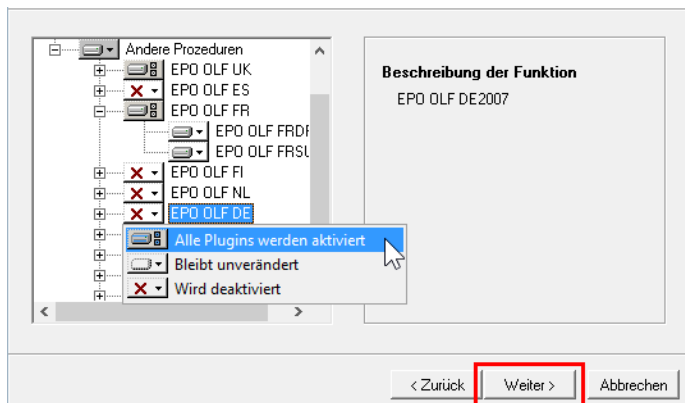 Andere Prozeduren
EPO OLF UK
EPO OLF ES
EPO OLF FR
EPO OLF
EPO OLF
EPO OLF FI
EPO OLF NL
EPO OLF DE
Alle Plugins werden aktiviert
Bleibt unverändert
Wird deaktiviert
Beschreibung der Funktion
EPO OLF DE2007
< Zurück
Weiter >
Abbrechen